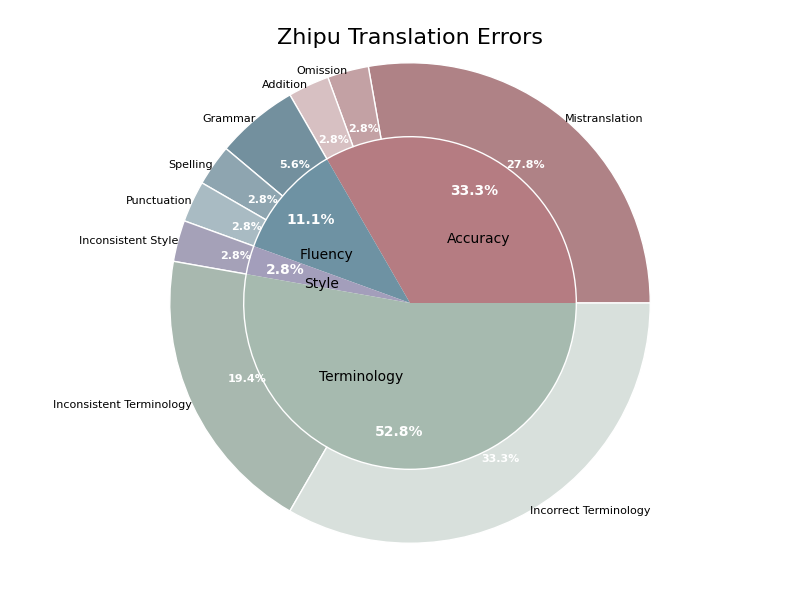 Zhipu Translation Errors
Omission
Addition
Grammar
Mistranslation
2.8%
2.8%
5.6%
27.8%
Spelling
33.3%
2.8%
Punctuation
11.1%
2.8%
Accuracy
Inconsistent Style
Fluency
2.8%
2.8%
Style
Terminology
19.4%
Inconsistent Terminology
52.8%
33.3%
Incorrect Terminology